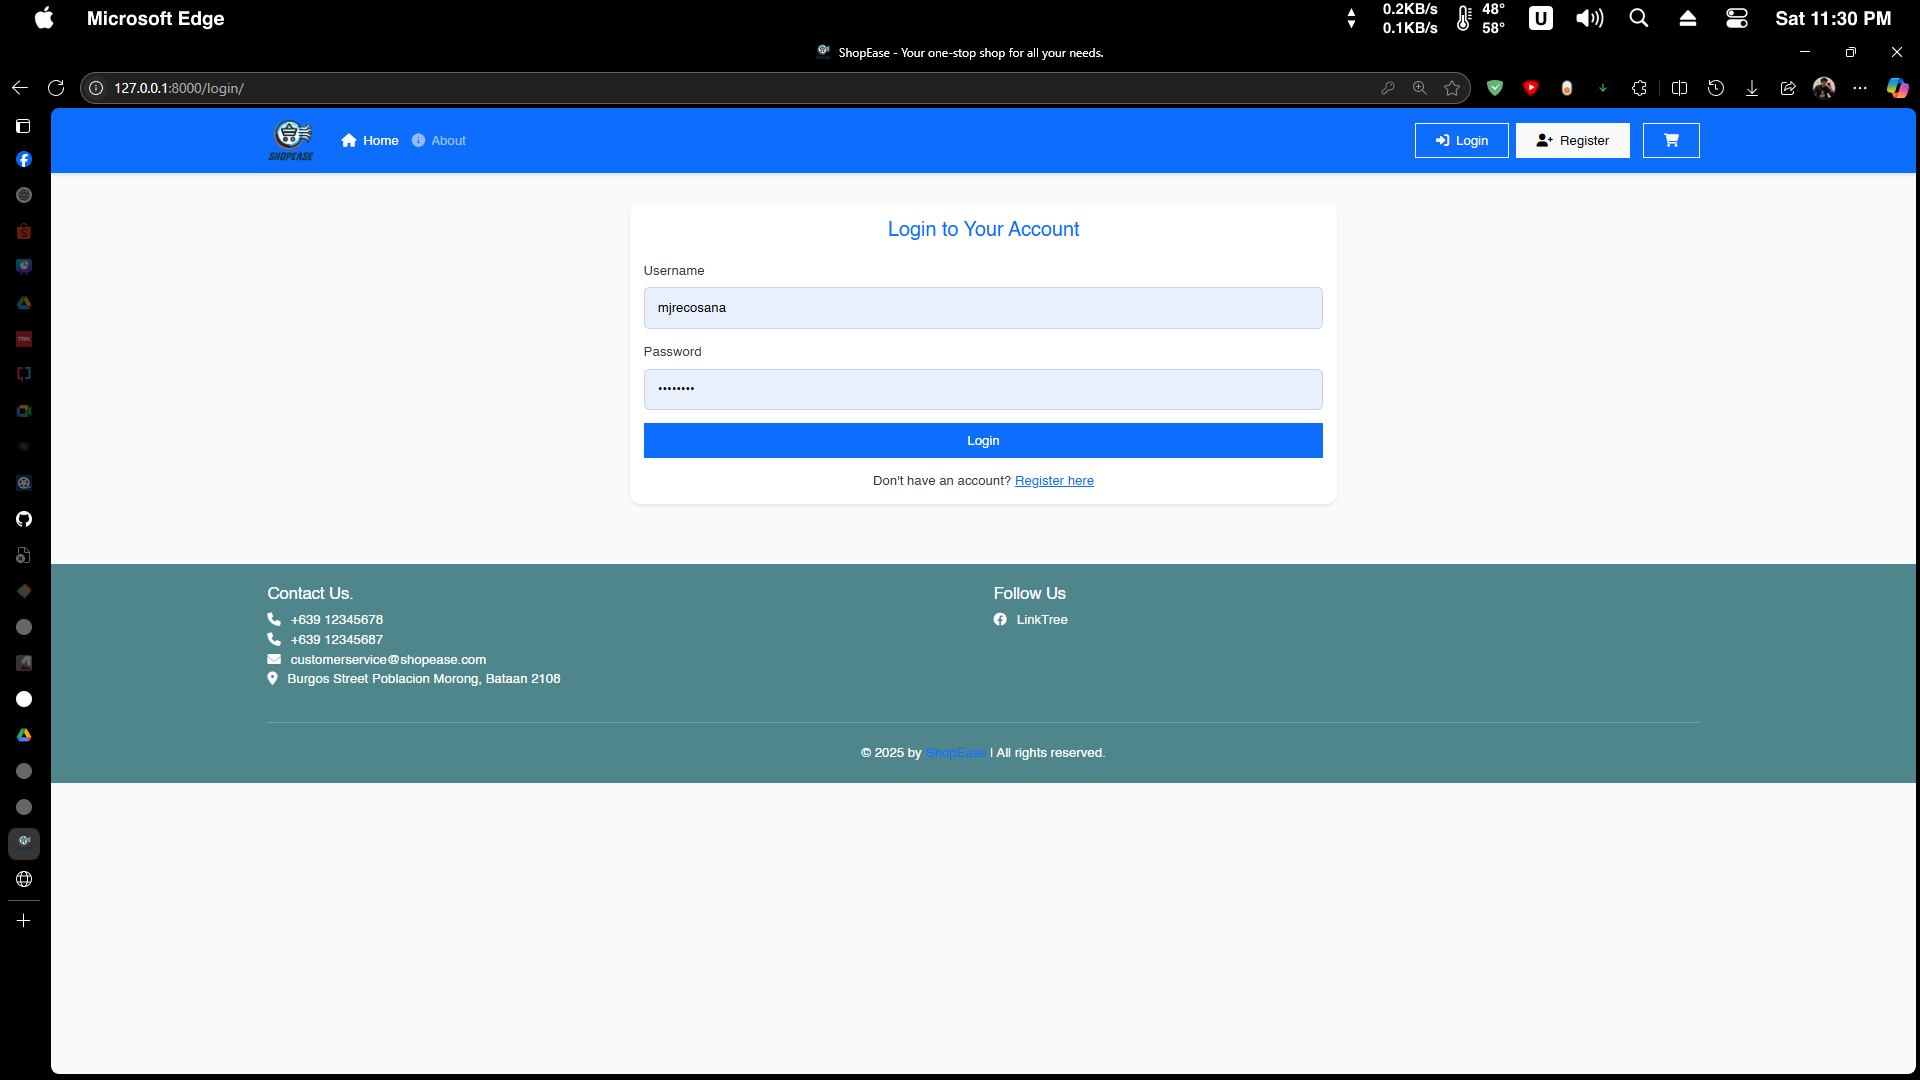 Microsoft Edge
0.2KB/s 48°
0.1KB/s 58°
U
Sat 11:30 PM
ShopEase - Your one-stop shop for all your needs.
127.0.0.1:8000/login/
SHOPEASE
Home
About
Login
Register
Login to Your Account
Username
mjrecosana
Password
••••••••
Login
Don't have an account? Register here
Contact Us.
+639 12345678
+639 12345687
customerservice@shopease.com
Burgos Street Poblacion Morong, Bataan 2108
Follow Us
LinkTree
© 2025 by ShopEase | All rights reserved.